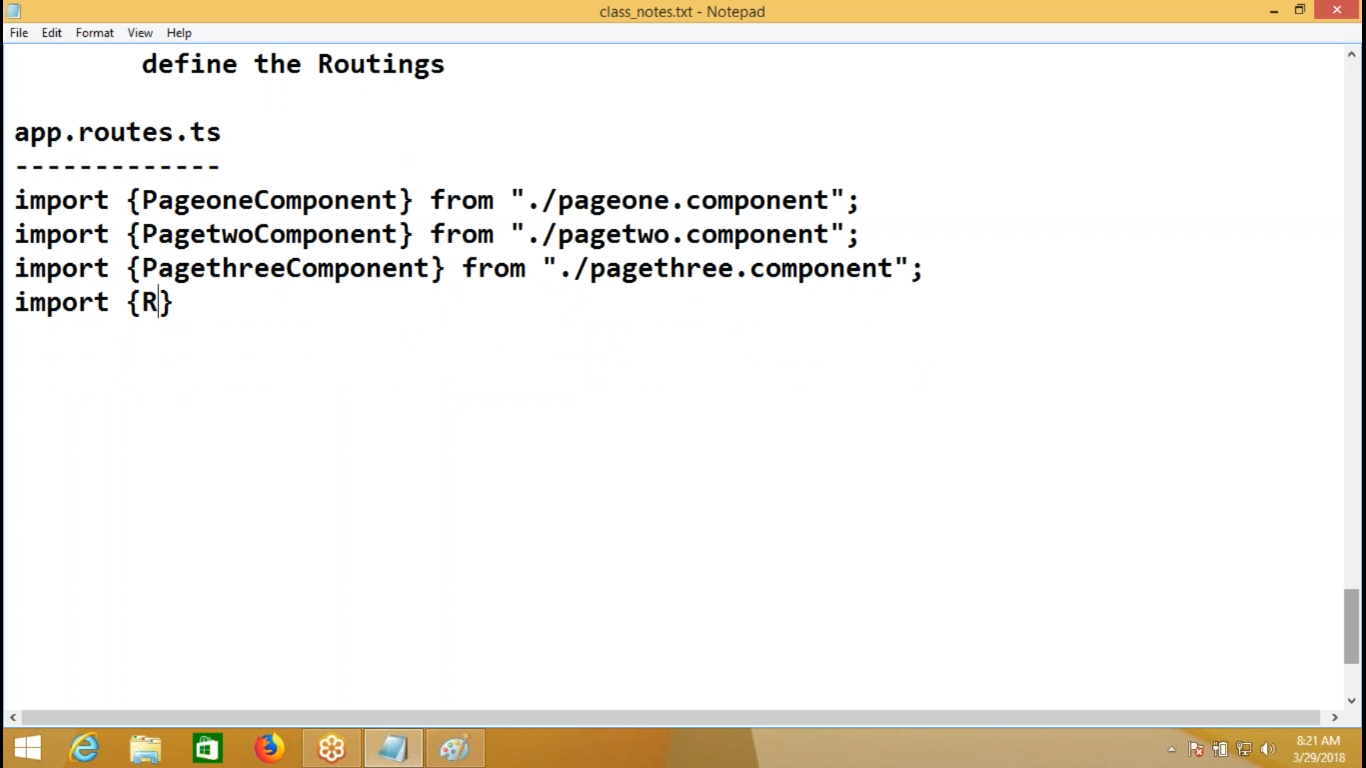 class_notes.txt - Notepad
File Edit Format View Help
define the Routings
app.routes.ts
-------------
import {PageoneComponent} from "./pageone.component";
import {PagetwoComponent} from "./pagetwo.component";
import {PagethreeComponent} from "./pagethree.component";
import {R}
8:21 AM
3/29/2018